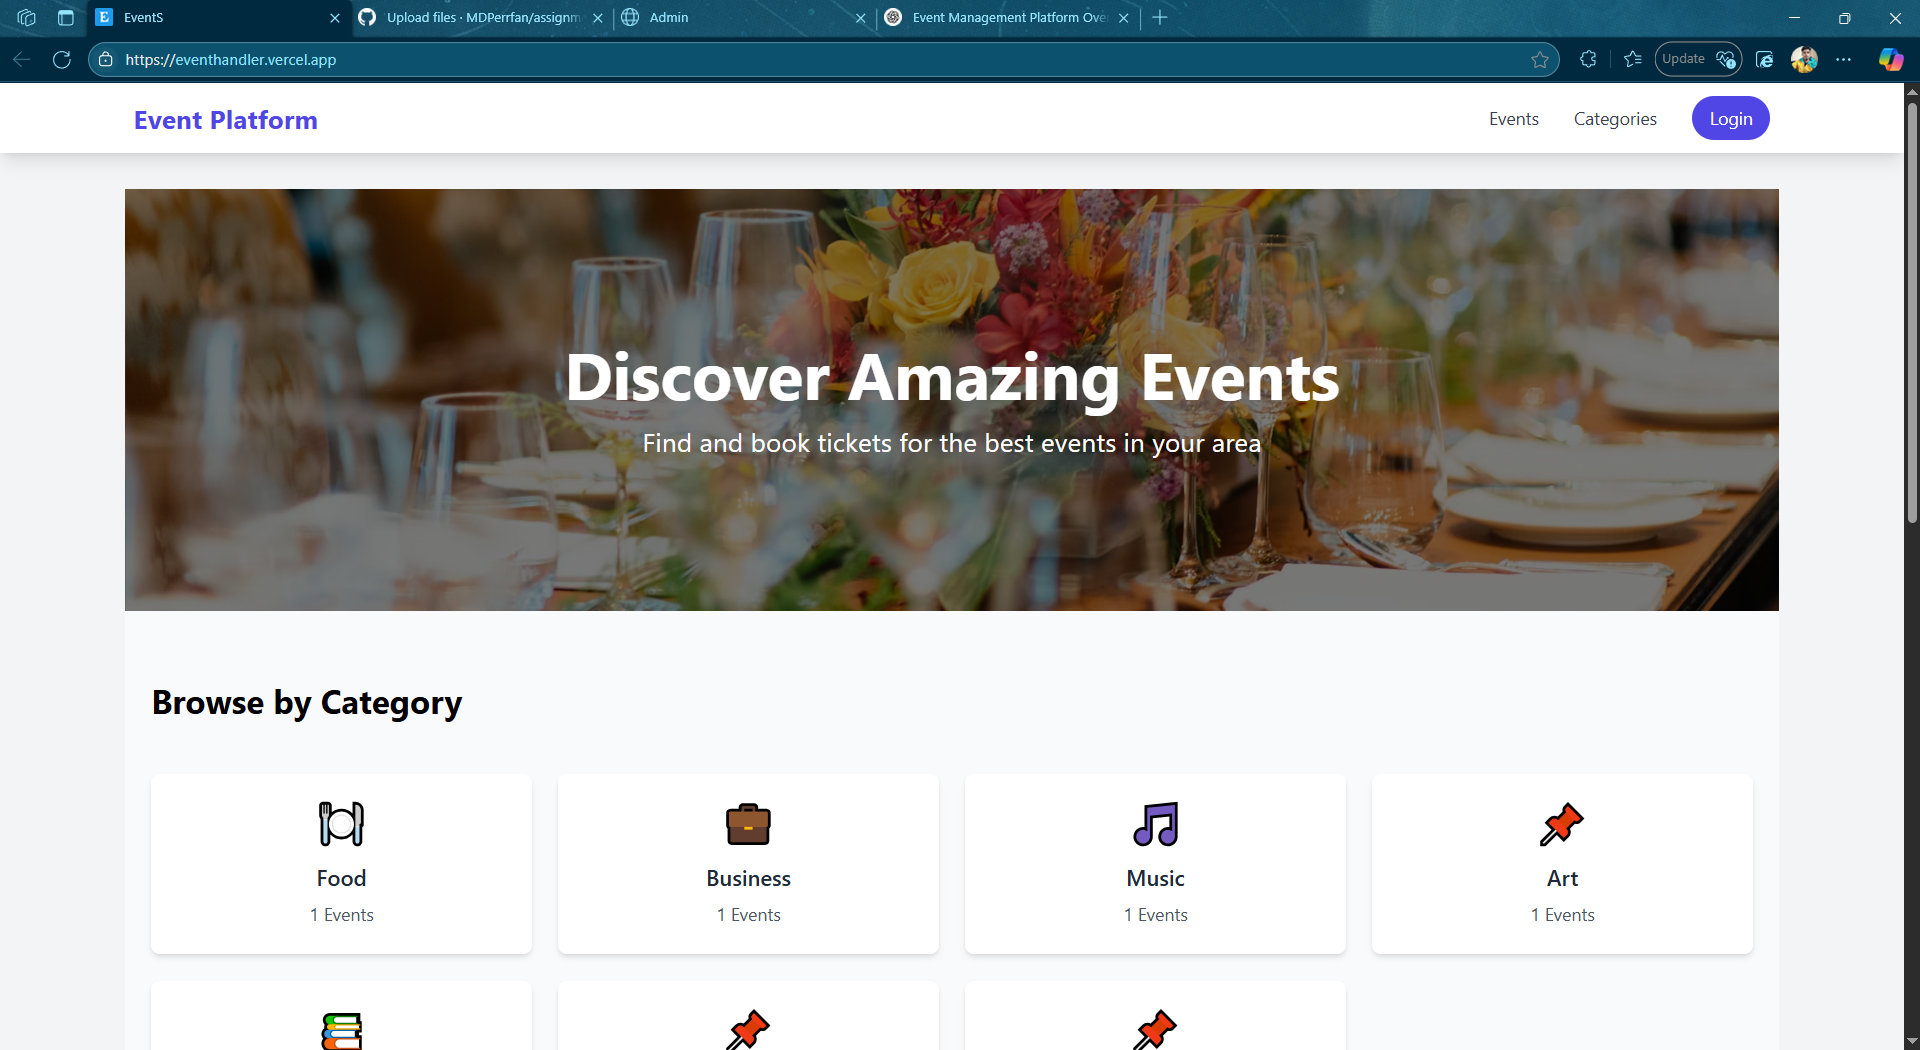 EventS
Upload files · MDPerrfan/assignm
Admin
Event Management Platform Ove
https://eventhandler.vercel.app
Update
Event Platform
Events
Categories
Login
Discover Amazing Events
Find and book tickets for the best events in your area
Browse by Category
Food
1 Events
Business
1 Events
Music
1 Events
Art
1 Events